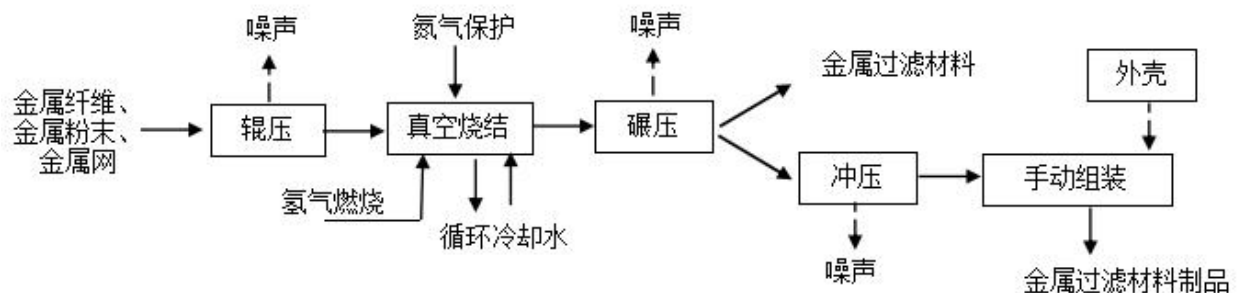 噪声
氮气保护
噪声
金属过滤材料
外壳
金属纤维、
金属粉末、
金属网
辊压
真空烧结
碾压
冲压
手动组装
氢气燃烧
循环冷却水
噪声
金属过滤材料制品